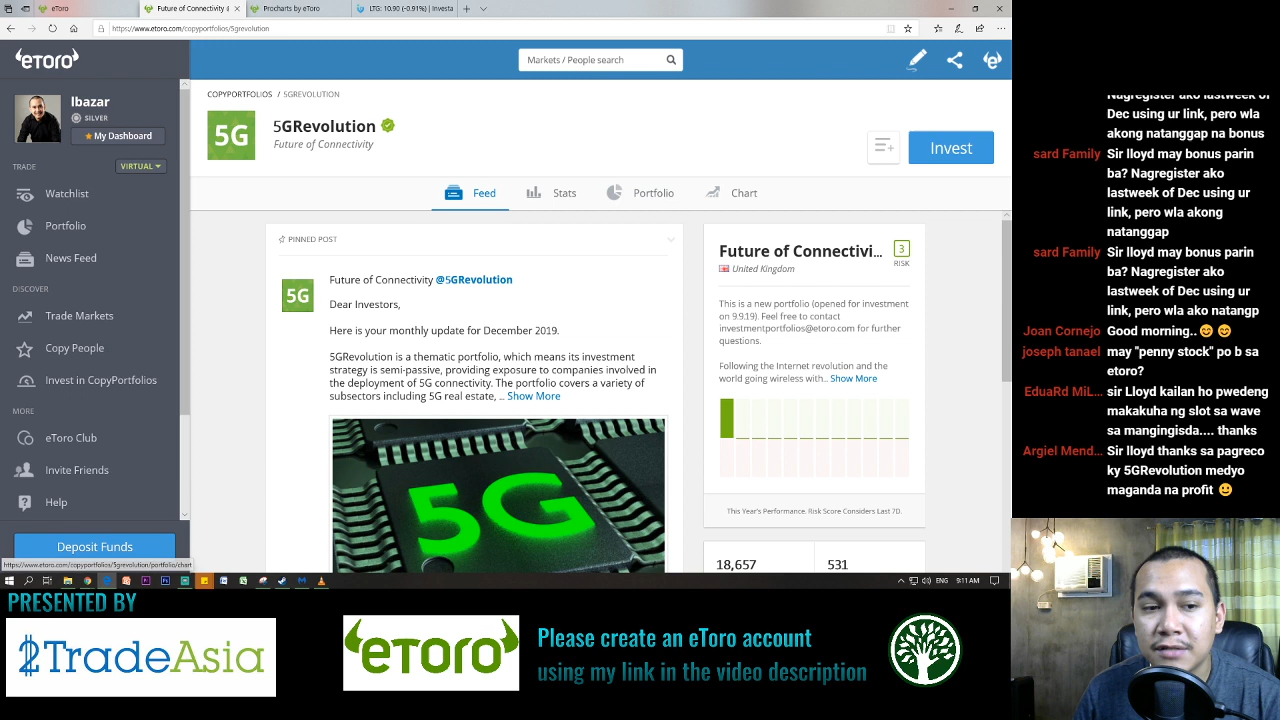 eToro
Future of Connectivity @
Procharts by eToro
LTG: 10.90 (-0.91%) | Investa
https://www.etoro.com/copyportfolios/5grevolution
eToro
Markets / People search
lbazar
SILVER
My Dashboard
TRADE
VIRTUAL
Watchlist
Portfolio
News Feed
DISCOVER
Trade Markets
Copy People
Invest in CopyPortfolios
MORE
eToro Club
Invite Friends
Help
Deposit Funds
https://www.etoro.com/copyportfolios/5grevolution/portfolio/chart
COPYPORTFOLIOS / 5GREVOLUTION
5G
5GRevolution
Future of Connectivity
Invest
Feed
Stats
Portfolio
Chart
PINNED POST
5G
Future of Connectivity @5GRevolution
Dear Investors,
Here is your monthly update for December 2019.
5GRevolution is a thematic portfolio, which means its investment
strategy is semi-passive, providing exposure to companies involved in
the deployment of 5G connectivity. The portfolio covers a variety of
subsectors including 5G real estate, .. Show More
5G
Future of Connectivi...
3
United Kingdom
RISK
This is a new portfolio (opened for investment
on 9.9.19). Feel free to contact
investmentportfolios@etoro.com for further
questions.
Following the Internet revolution and the
world going wireless with.. Show More
This Year's Performance. Risk Score Considers Last 7D.
18,657
531
ENG
9:11 AM
Nagregister ako lastweek of
Dec using ur link, pero wla
akong natanggap na bonus
sard Family Sir lloyd may bonus parin
ba? Nagregister ako
lastweek of Dec using ur
link, pero wla akong
natanggap
sard Family Sir lloyd may bonus parin
ba? Nagregister ako
lastweek of Dec using ur
link, pero wla akong natangp
Joan Cornejo Good morning.. 😊 😊
joseph tanael may "penny stock" po b sa
etoro?
EduaRd MiL... sir Lloyd kailan ho pwedeng
makakuha ng slot sa wave
sa mangingisda.... thanks
Argiel Mend... Sir lloyd thanks sa pagreco
ky 5GRevolution medyo
maganda na profit 🙂
PRESENTED BY
2TradeAsia
eToro
Please create an eToro account
using my link in the video description